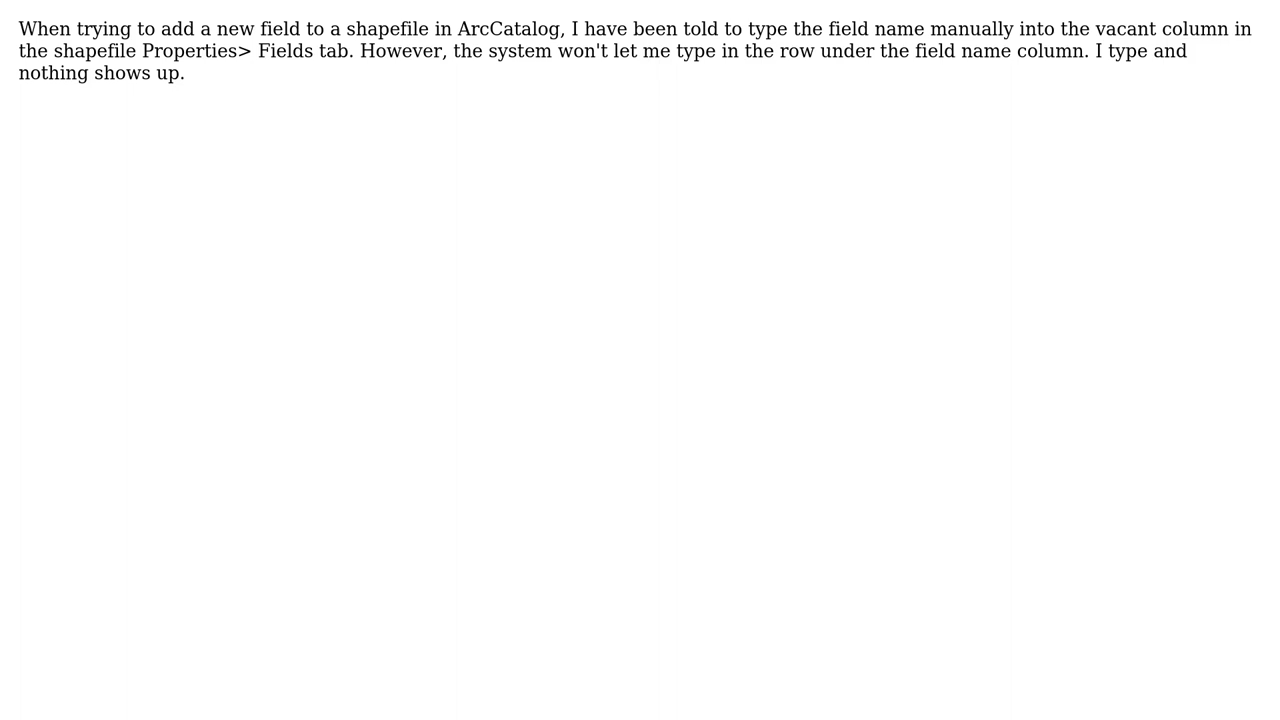 When trying to add a new field to a shapefile in ArcCatalog, I have been told to type the field name manually into the vacant column in
the shapefile Properties> Fields tab. However, the system won't let me type in the row under the field name column. I type and
nothing shows up.